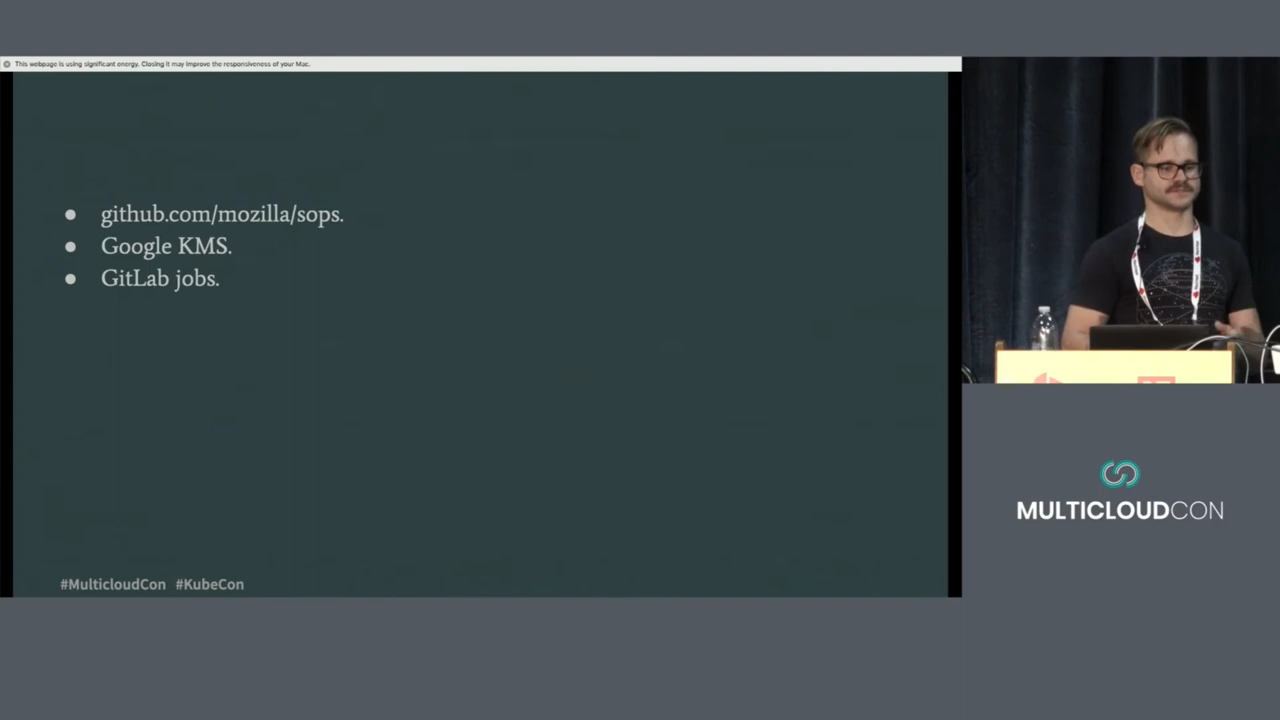 This webpage is using significant energy. Closing it may improve the responsiveness of your Mac.
● github.com/mozilla/sops.
● Google KMS.
● GitLab jobs.
#MulticloudCon #KubeCon
MULTICLOUDCON